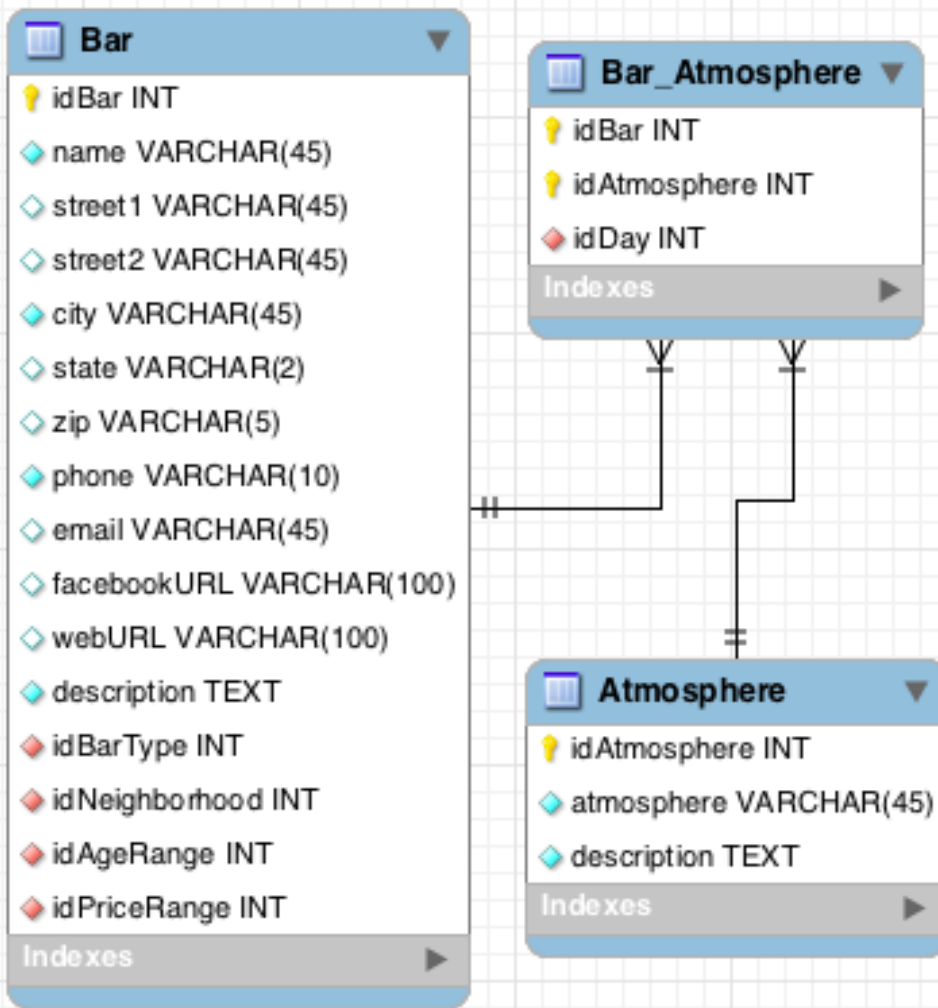 Bar
idBar INT
name VARCHAR(45)
street1 VARCHAR(45)
street2 VARCHAR(45)
city VARCHAR(45)
state VARCHAR(2)
zip VARCHAR(5)
phone VARCHAR(10)
email VARCHAR(45)
facebookURL VARCHAR(100)
webURL VARCHAR(100)
description TEXT
idBarType INT
idNeighborhood INT
idAgeRange INT
idPriceRange INT
Indexes
Bar_Atmosphere
idBar INT
idAtmosphere INT
idDay INT
Indexes
Atmosphere
idAtmosphere INT
atmosphere VARCHAR(45)
description TEXT
Indexes